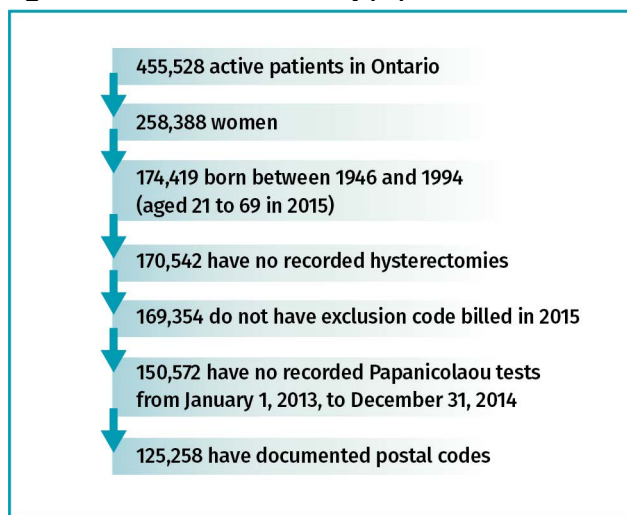 455,528 active patients in Ontario
258,388 women
174,419 born between 1946 and 1994
(aged 21 to 69 in 2015)
170,542 have no recorded hysterectomies
169,354 do not have exclusion code billed in 2015
150,572 have no recorded Papanicolaou tests
from January 1, 2013, to December 31, 2014
125,258 have documented postal codes